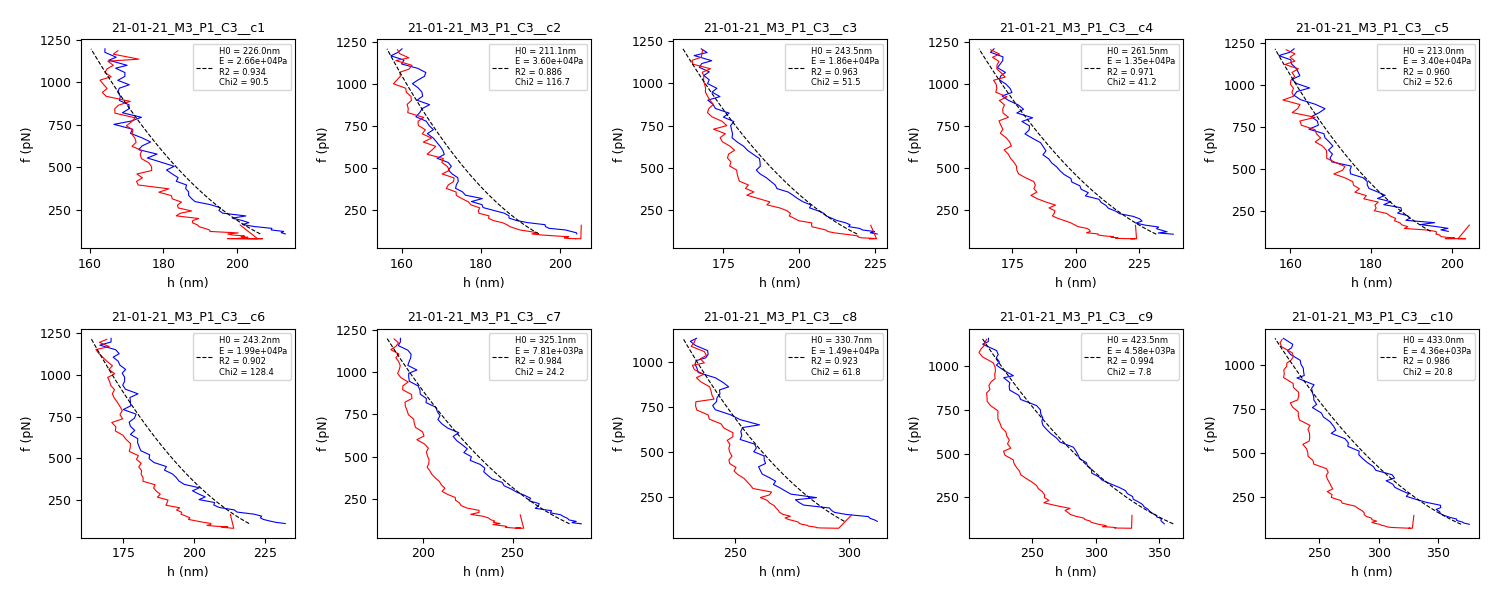 21-01-21_M3_P1_C3__c1
H0 = 226.0nm
E = 2.66e+04Pa
R2 = 0.934
Chi2 = 90.5
f (pN)
1250
1000
750
500
250
160 180 200
h (nm)
21-01-21_M3_P1_C3__c2
H0 = 211.1nm
E = 3.60e+04Pa
R2 = 0.886
Chi2 = 116.7
f (pN)
1250
1000
750
500
250
160 180 200
h (nm)
21-01-21_M3_P1_C3__c3
H0 = 243.5nm
E = 1.86e+04Pa
R2 = 0.963
Chi2 = 51.5
f (pN)
1250
1000
750
500
250
175 200 225
h (nm)
21-01-21_M3_P1_C3__c4
H0 = 261.5nm
E = 1.35e+04Pa
R2 = 0.971
Chi2 = 41.2
f (pN)
1250
1000
750
500
250
175 200 225
h (nm)
21-01-21_M3_P1_C3__c5
H0 = 213.0nm
E = 3.40e+04Pa
R2 = 0.960
Chi2 = 52.6
f (pN)
1250
1000
750
500
250
160 180 200
h (nm)
21-01-21_M3_P1_C3__c6
H0 = 243.2nm
E = 1.99e+04Pa
R2 = 0.902
Chi2 = 128.4
f (pN)
1250
1000
750
500
250
175 200 225
h (nm)
21-01-21_M3_P1_C3__c7
H0 = 325.1nm
E = 7.81e+03Pa
R2 = 0.984
Chi2 = 24.2
f (pN)
1250
1000
750
500
250
200 250
h (nm)
21-01-21_M3_P1_C3__c8
H0 = 330.7nm
E = 1.49e+04Pa
R2 = 0.923
Chi2 = 61.8
f (pN)
1000
750
500
250
250 300
h (nm)
21-01-21_M3_P1_C3__c9
H0 = 423.5nm
E = 4.58e+03Pa
R2 = 0.994
Chi2 = 7.8
f (pN)
1000
750
500
250
250 300 350
h (nm)
21-01-21_M3_P1_C3__c10
H0 = 433.0nm
E = 4.36e+03Pa
R2 = 0.986
Chi2 = 20.8
f (pN)
1000
750
500
250
250 300 350
h (nm)